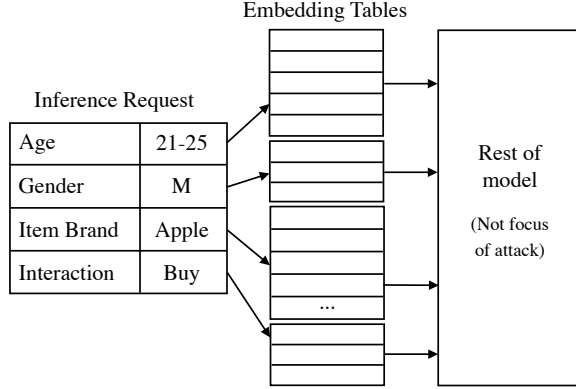 Embedding Tables
Inference Request
Age 21-25
Gender M
Item Brand Apple
Interaction Buy
...
Rest of
model
(Not focus
of attack)